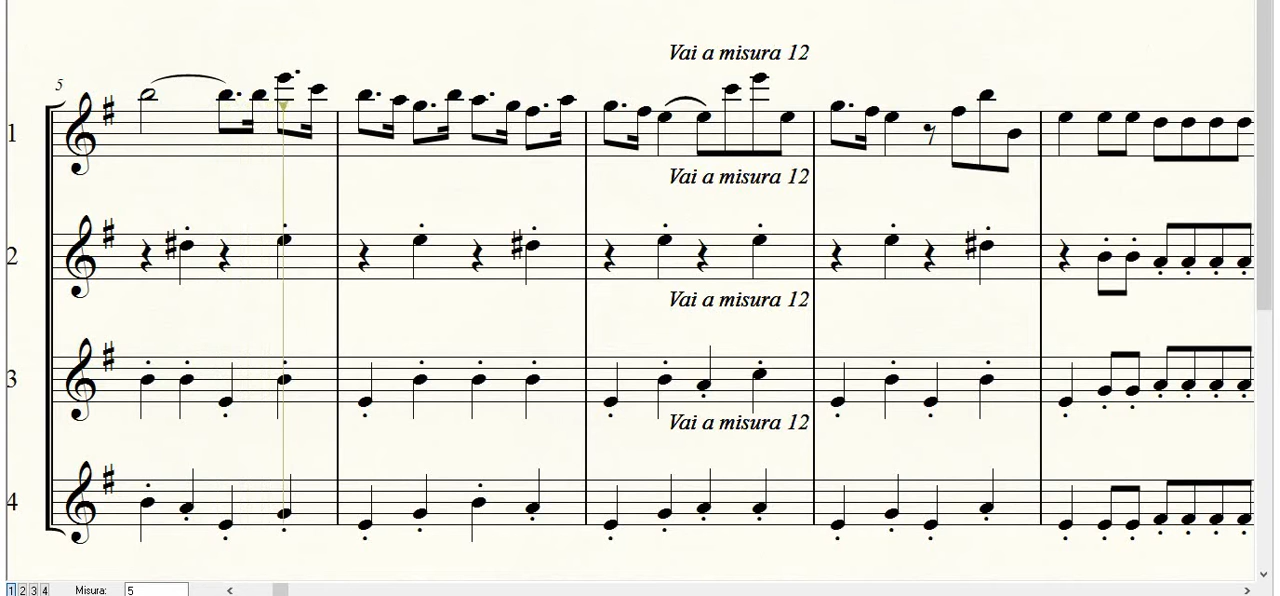 Vai a misura 12
5
1
Vai a misura 12
2
Vai a misura 12
3
Vai a misura 12
4
1 2 3 4 Misura: 5